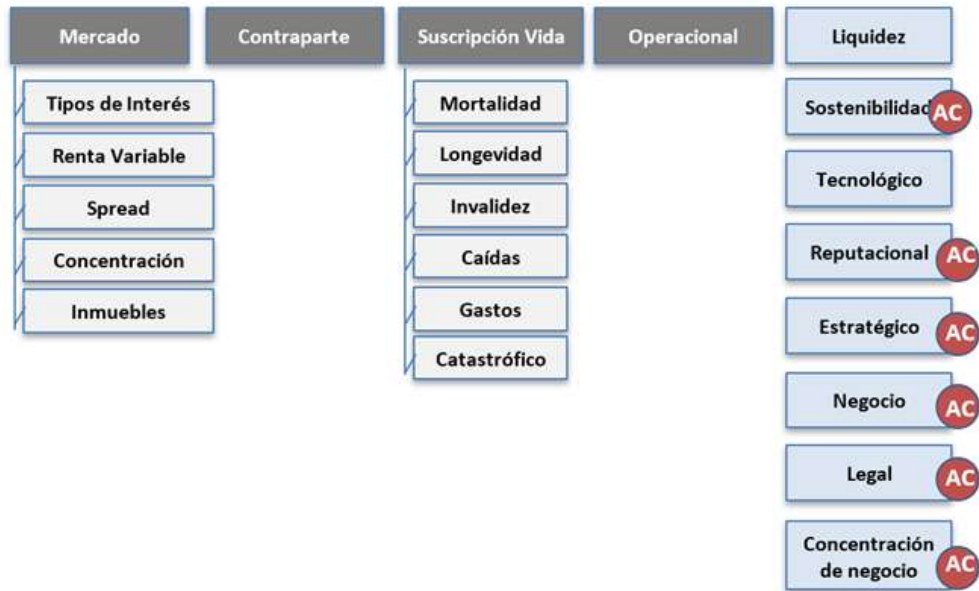 Mercado
Contraparte
Suscripción Vida
Operacional
Liquidez
Tipos de Interés
Renta Variable
Spread
Concentración
Inmuebles
Mortalidad
Longevidad
Invalidez
Caídas
Gastos
Catastrófico
Sostenibilidad
AC
Tecnológico
Reputacional
AC
Estratégico
AC
Negocio
AC
Legal
AC
Concentración
de negocio
AC